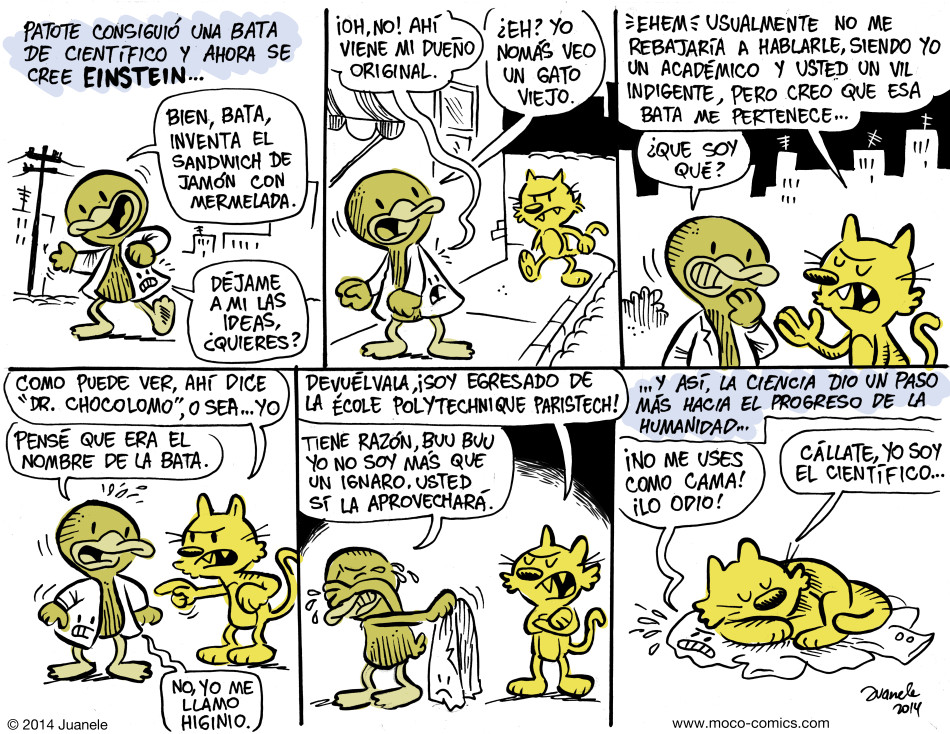 PATOTE CONSIGUIÓ UNA BATA
DE CIENTÍFICO Y AHORA SE
CREE EINSTEIN...
BIEN, BATA,
INVENTA EL
SANDWICH DE
JAMÓN CON
MERMELADA.
DÉJAME
A MI LAS
IDEAS,
¿QUIERES?
¡OH, NO! AHÍ
VIENE MI DUEÑO
ORIGINAL.
¿EH? YO
NOMÁS VEO
UN GATO
VIEJO.
EHEM USUALMENTE NO ME
REBAJARÍA A HABLARLE, SIENDO YO
UN ACADÉMICO Y USTED UN VIL
INDIGENTE, PERO CREO QUE ESA
BATA ME PERTENECE...
¿QUE SOY
QUÉ?
COMO PUEDE VER, AHÍ DICE
"DR. CHOCOLOMO", O SEA...YO
PENSÉ QUE ERA EL
NOMBRE DE LA BATA.
NO, YO ME
LLAMO
HIGINIO.
DEVUÉLVALA, ¡SOY EGRESADO DE
LA ÉCOLE POLYTECHNIQUE PARISTECH!
TIENE RAZÓN, BUU BUU
YO NO SOY MÁS QUE
UN IGNARO. USTED
SÍ LA APROVECHARÁ.
...Y ASÍ, LA CIENCIA DIO UN PASO
MÁS HACIA EL PROGRESO DE LA
HUMANIDAD...
¡NO ME USES
COMO CAMA!
¡LO ODIO!
CÁLLATE, YO SOY
EL CIENTÍFICO...
Juanele
2014
© 2014 Juanele
www.moco-comics.com